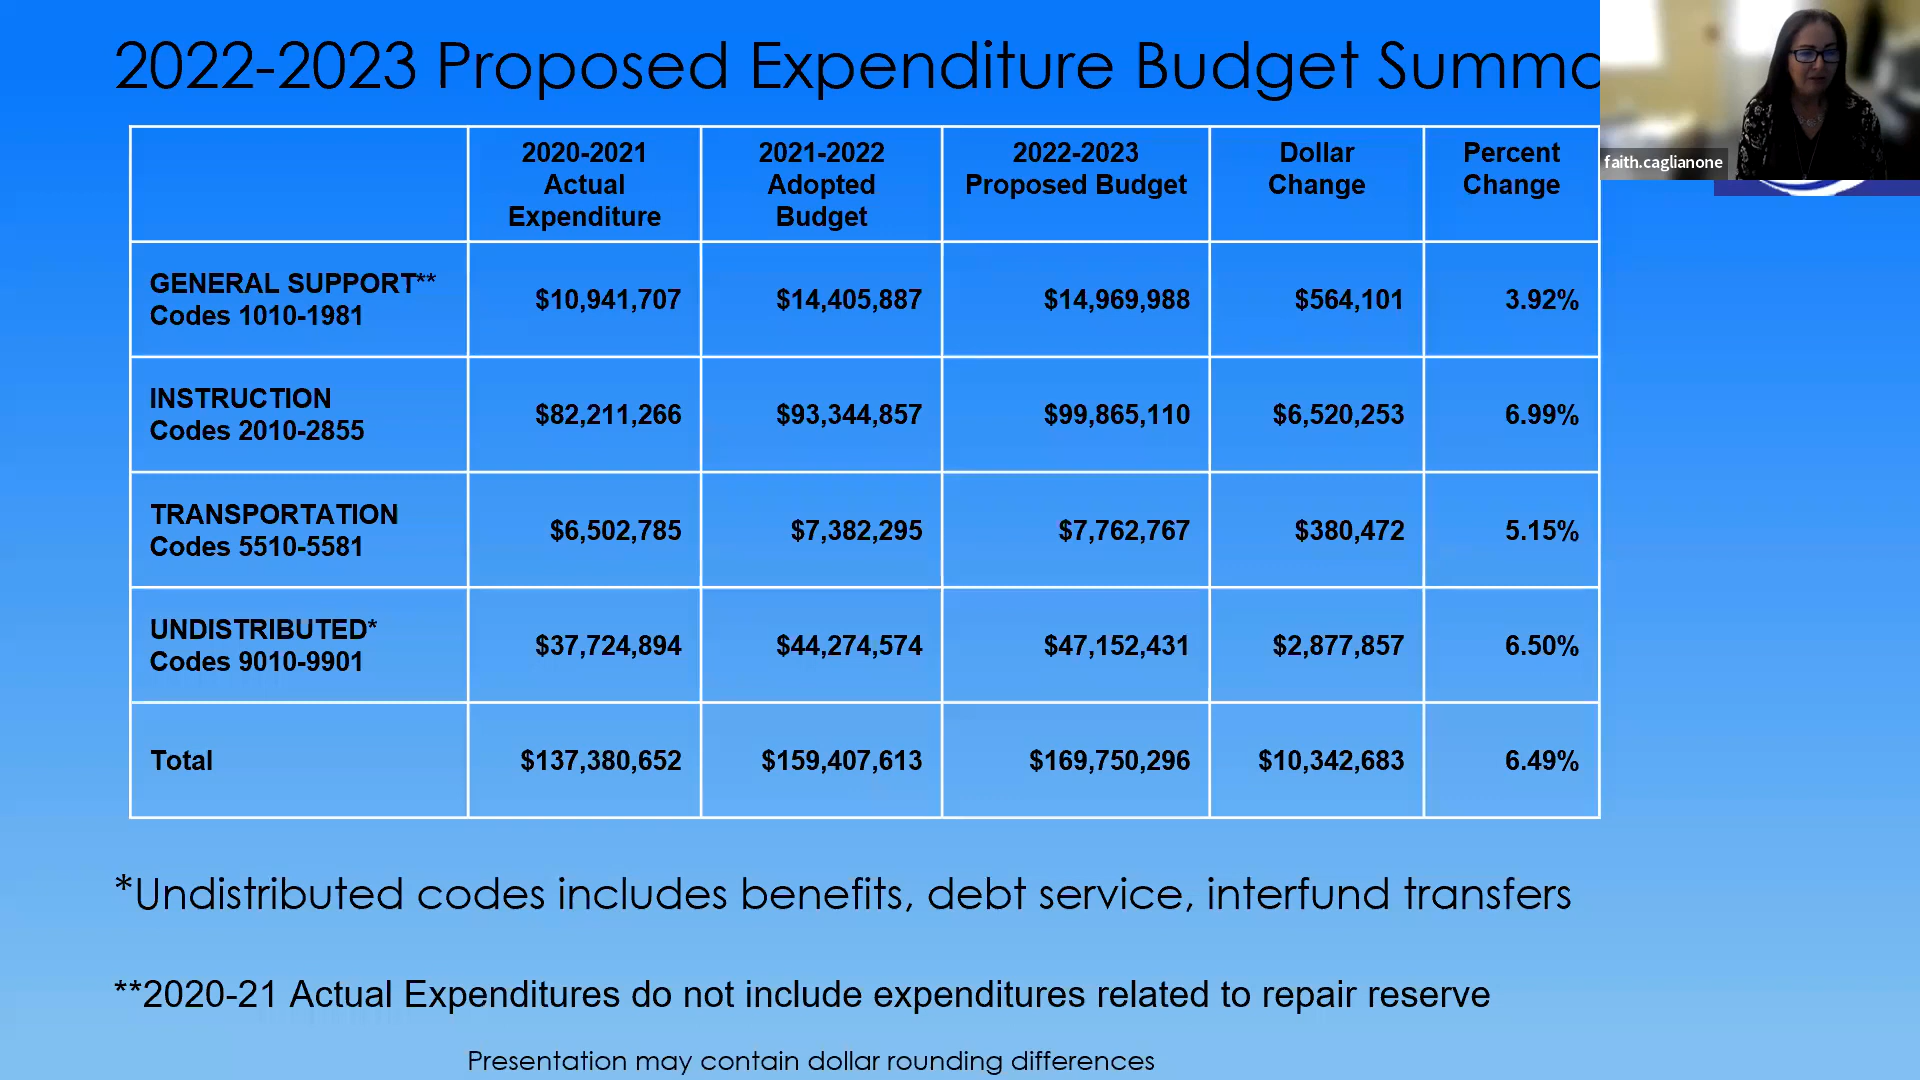 2022-2023 Proposed Expenditure Budget Summa
faith.caglianone
2020-2021 Actual Expenditure
2021-2022 Adopted Budget
2022-2023 Proposed Budget
Dollar Change
Percent Change
GENERAL SUPPORT**
Codes 1010-1981
$10,941,707
$14,405,887
$14,969,988
$564,101
3.92%
INSTRUCTION
Codes 2010-2855
$82,211,266
$93,344,857
$99,865,110
$6,520,253
6.99%
TRANSPORTATION
Codes 5510-5581
$6,502,785
$7,382,295
$7,762,767
$380,472
5.15%
UNDISTRIBUTED*
Codes 9010-9901
$37,724,894
$44,274,574
$47,152,431
$2,877,857
6.50%
Total
$137,380,652
$159,407,613
$169,750,296
$10,342,683
6.49%
*Undistributed codes includes benefits, debt service, interfund transfers
**2020-21 Actual Expenditures do not include expenditures related to repair reserve
Presentation may contain dollar rounding differences